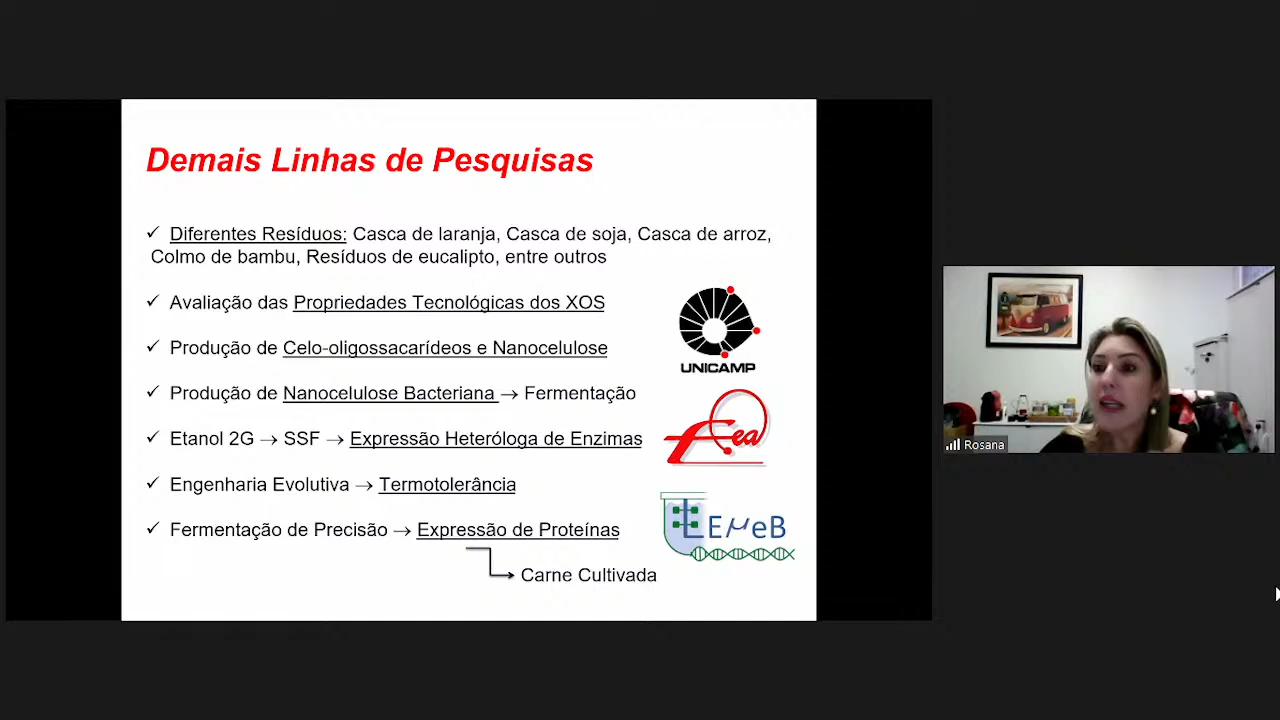 Demais Linhas de Pesquisas
✓ Diferentes Resíduos: Casca de laranja, Casca de soja, Casca de arroz,
Colmo de bambu, Resíduos de eucalipto, entre outros
✓ Avaliação das Propriedades Tecnológicas dos XOS
✓ Produção de Celo-oligossacarídeos e Nanocelulose
✓ Produção de Nanocelulose Bacteriana → Fermentação
✓ Etanol 2G → SSF → Expressão Heteróloga de Enzimas
✓ Engenharia Evolutiva → Termotolerância
✓ Fermentação de Precisão → Expressão de Proteínas
Carne Cultivada
UNICAMP
fea
LEμeB
Rosana